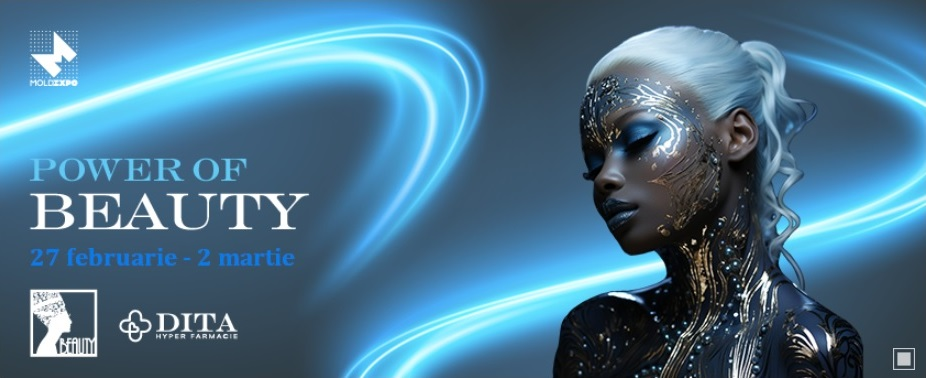 MOLDEXPO
POWER OF
BEAUTY
27 februarie - 2 martie
BEAUTY
DITA
HYPER FARMACIE